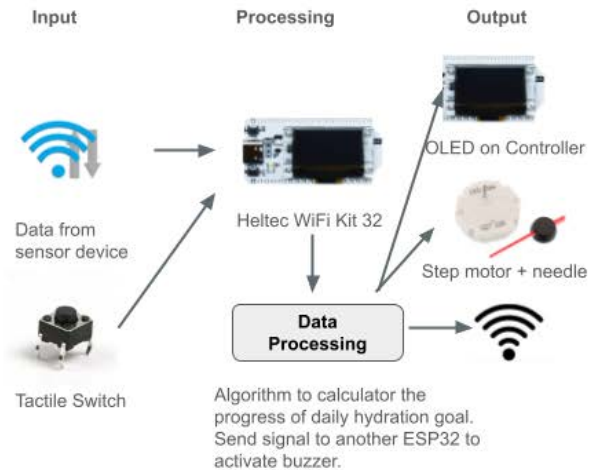 Input
Processing
Output
OLED on Controller
Data from
sensor device
Heltec WiFi Kit 32
Step motor + needle
Data
Processing
Tactile Switch
Algorithm to calculator the
progress of daily hydration goal.
Send signal to another ESP32 to
activate buzzer.